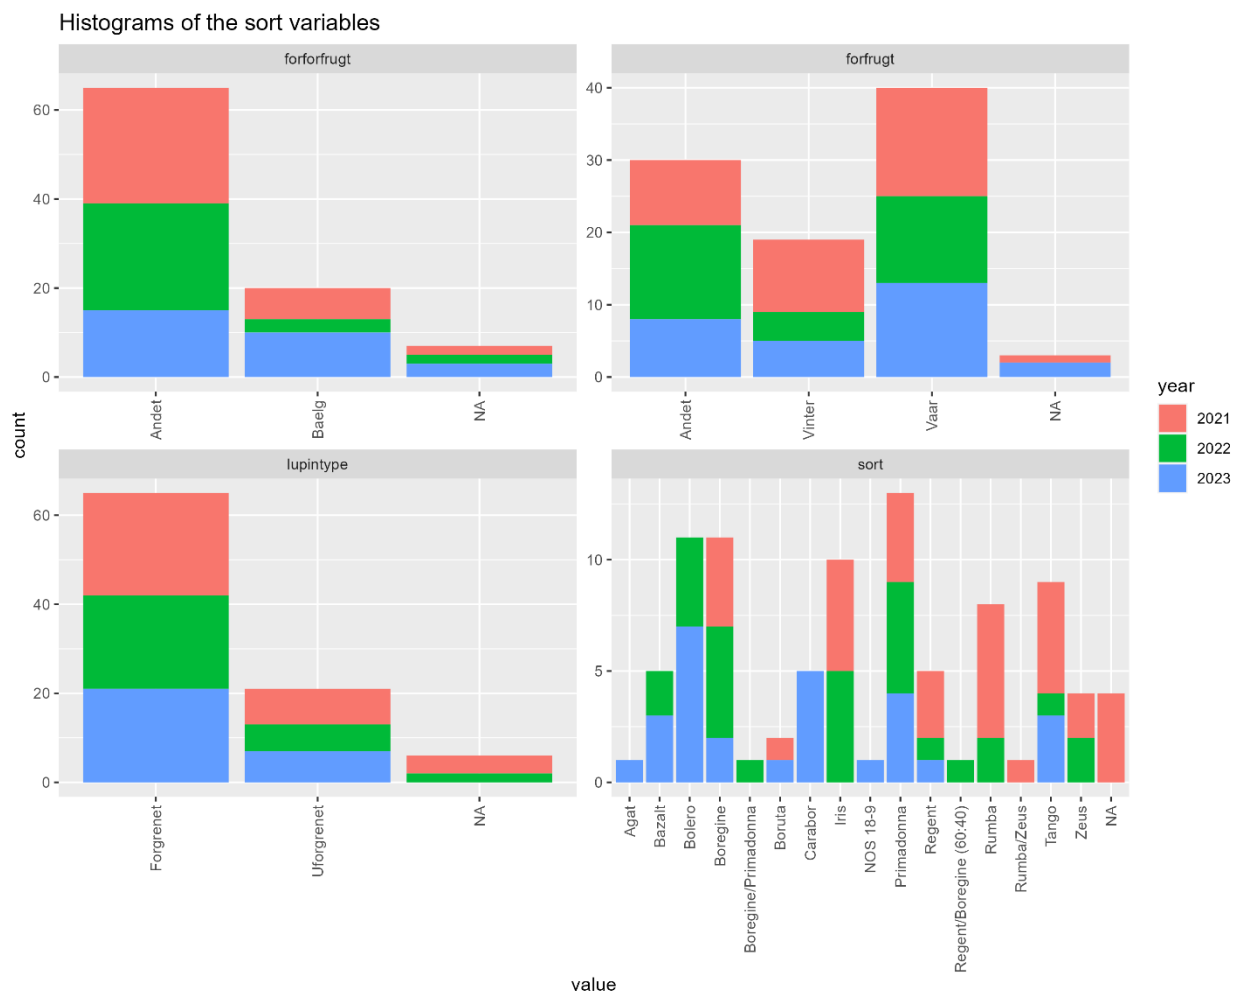 Histograms of the sort variables
forforfrugt
forfrugt
60
40
20
0
40
30
20
10
0
Andet
Baelg
NA
Andet
Vinter
Vaar
NA
year
2021
2022
2023
count
lupintype
sort
60
40
20
0
10
5
0
Forgrenet
Uforgrenet
NA
Agat
Bazalt
Bolero
Boregine
Boregine/Primadonna
Boruta
Carabor
Iris
NOS 18-9
Primadonna
Regent
Regent/Boregine (60:40)
Rumba
Rumba/Zeus
Tango
Zeus
NA
value